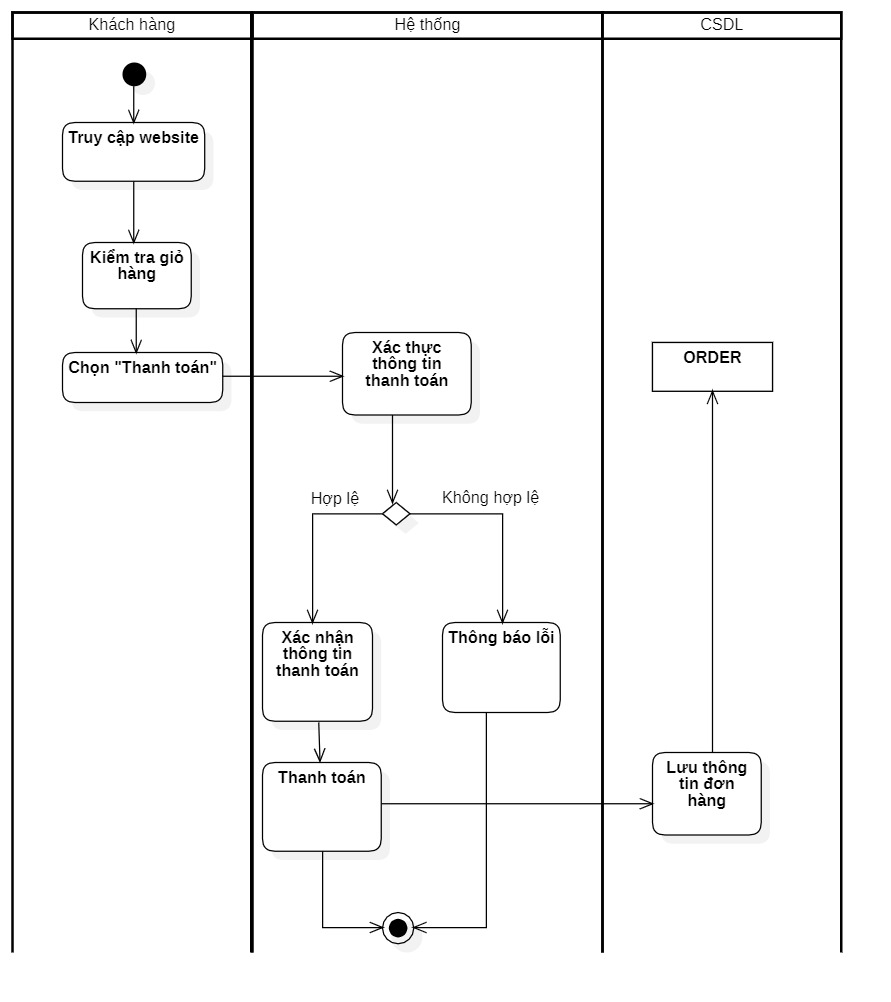 Khách hàng
Hệ thống
CSDL
Truy cập website
Kiểm tra giỏ
hàng
Chọn "Thanh toán"
Xác thực
thông tin
thanh toán
ORDER
Hợp lệ
Không hợp lệ
Xác nhận
thông tin
thanh toán
Thông báo lỗi
Thanh toán
Lưu thông
tin đơn
hàng